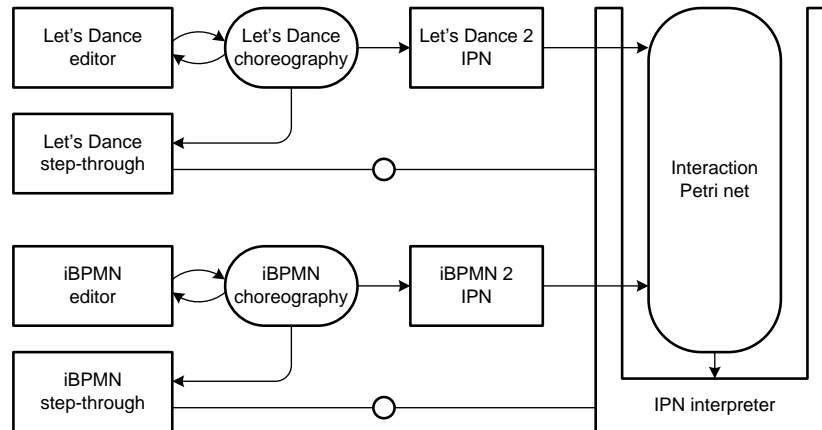 Let's Dance
editor
Let's Dance
choreography
Let's Dance 2
IPN
Let's Dance
step-through
Interaction
Petri net
iBPMN
editor
iBPMN
choreography
iBPMN 2
IPN
iBPMN
step-through
IPN interpreter